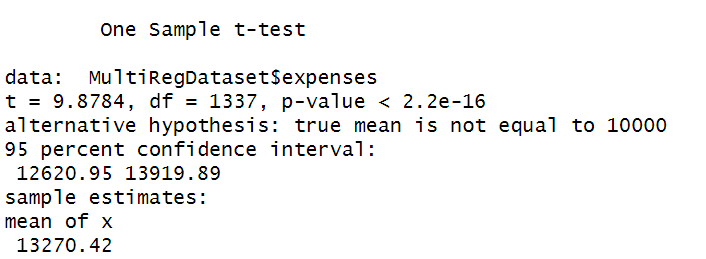 One Sample t-test
data:  MultiRegDataset$expenses
t = 9.8784, df = 1337, p-value < 2.2e-16
alternative hypothesis: true mean is not equal to 10000
95 percent confidence interval:
12620.95 13919.89
sample estimates:
mean of x
13270.42